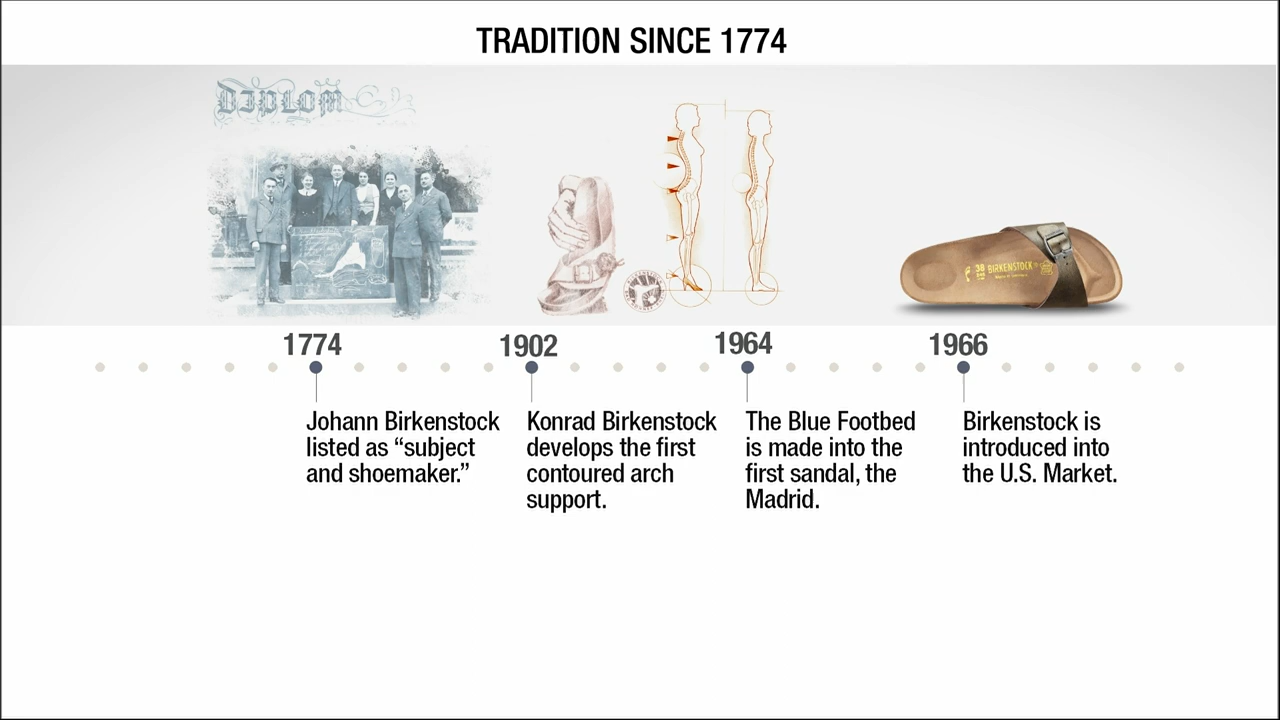 TRADITION SINCE 1774
Diplom
38
BIRKENSTOCK
1774
1902
1964
1966
Johann Birkenstock
listed as “subject
and shoemaker.”
Konrad Birkenstock
develops the first
contoured arch
support.
The Blue Footbed
is made into the
first sandal, the
Madrid.
Birkenstock is
introduced into
the U.S. Market.